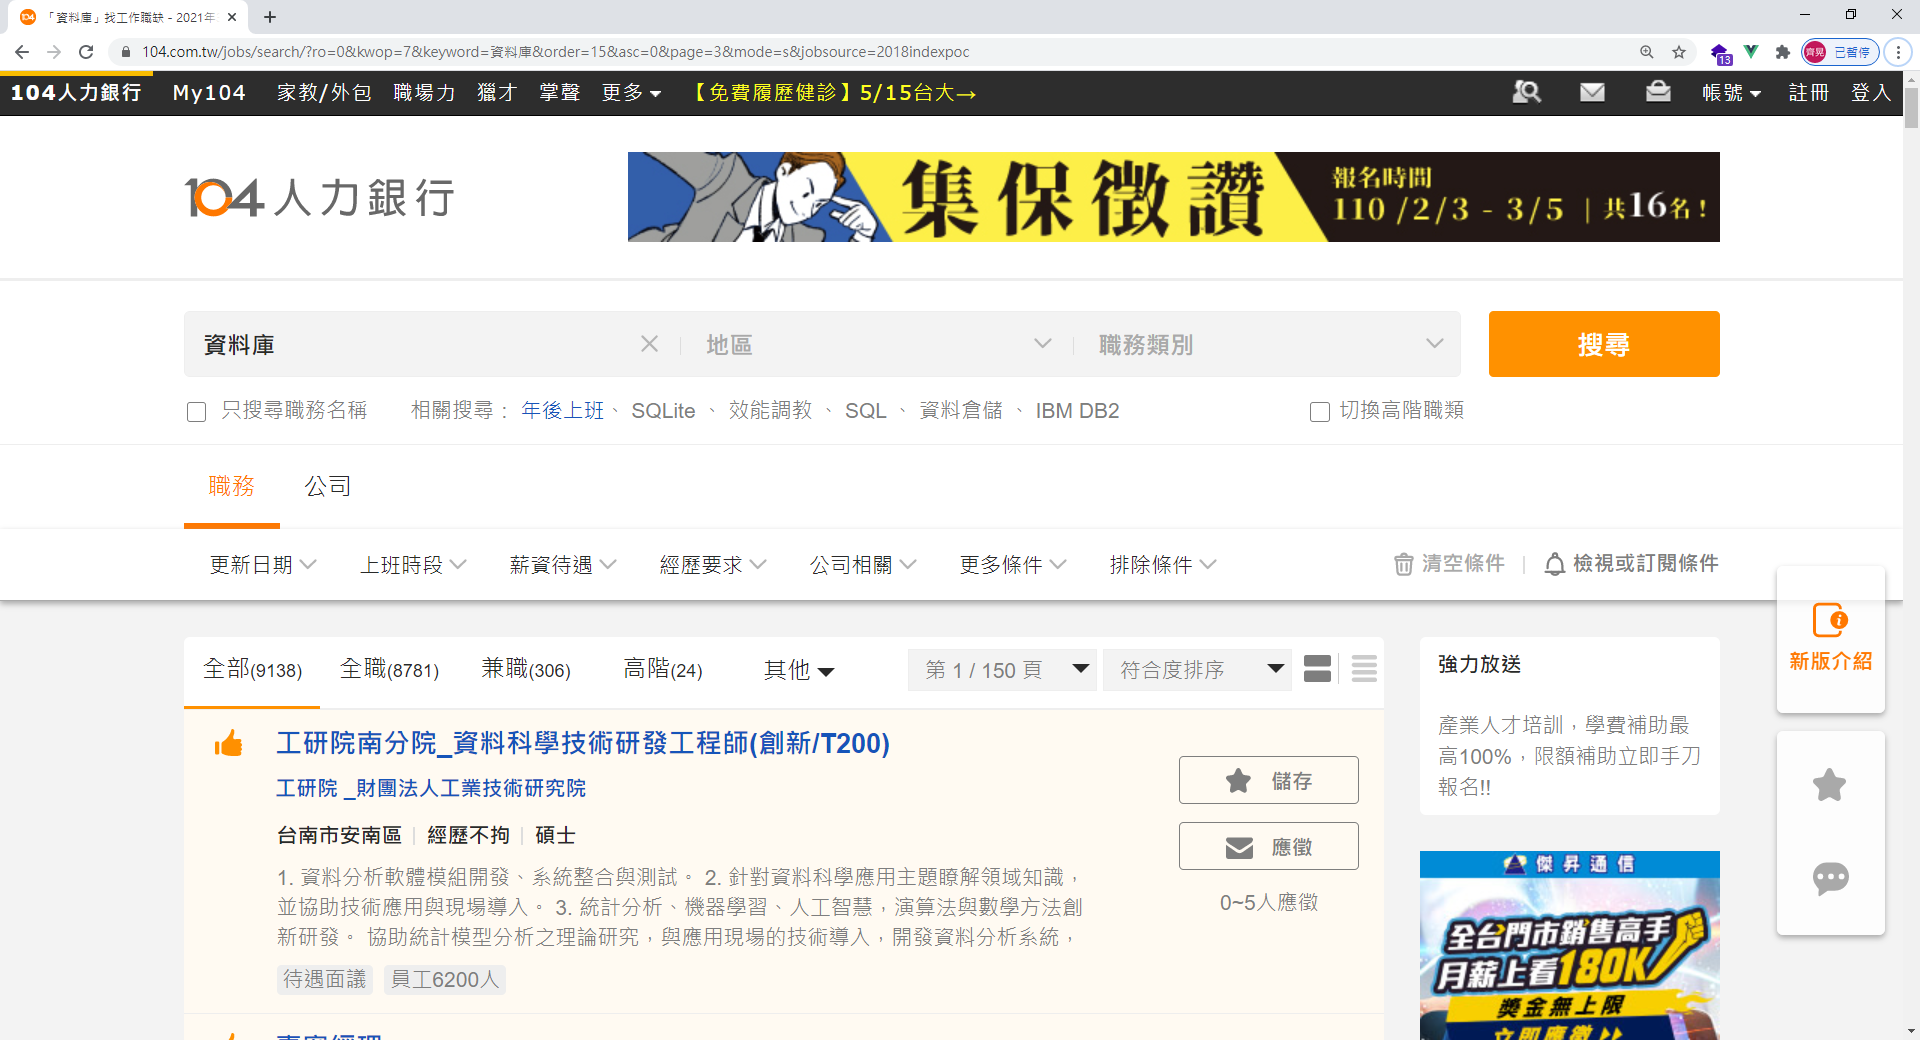 「資料庫」找工作職缺 - 2021年
104.com.tw/jobs/search/?ro=0&kwop=7&keyword=資料庫&order=15&asc=0&page=3&mode=s&jobsource=2018indexpoc
13
齊晃 已暫停
104人力銀行 My104 家教/外包 職場力 獵才 掌聲 更多 【免費履歷健診】5/15台大→ 帳號 註冊 登入
104人力銀行
集保徵讚
報名時間
110 /2/3 - 3/5 | 共16名!
資料庫 地區 職務類別 搜尋
只搜尋職務名稱 相關搜尋： 年後上班、 SQLite 、 效能調教 、 SQL 、 資料倉儲 、 IBM DB2 切換高階職類
職務 公司
更新日期 上班時段 薪資待遇 經歷要求 公司相關 更多條件 排除條件 清空條件 檢視或訂閱條件
新版介紹
全部(9138) 全職(8781) 兼職(306) 高階(24) 其他 第 1 / 150 頁 符合度排序
工研院南分院_資料科學技術研發工程師(創新/T200)
工研院 _財團法人工業技術研究院
台南市安南區 經歷不拘 碩士
1. 資料分析軟體模組開發、系統整合與測試。 2. 針對資料科學應用主題瞭解領域知識，
並協助技術應用與現場導入。 3. 統計分析、機器學習、人工智慧，演算法與數學方法創
新研發。 協助統計模型分析之理論研究，與應用現場的技術導入，開發資料分析系統，
待遇面議 員工6200人
儲存
應徵
0~5人應徵
強力放送
產業人才培訓，學費補助最
高100%，限額補助立即手刀
報名!!
傑昇通信
全台門市銷售高手
月薪上看180K
獎金無上限
立即應徵